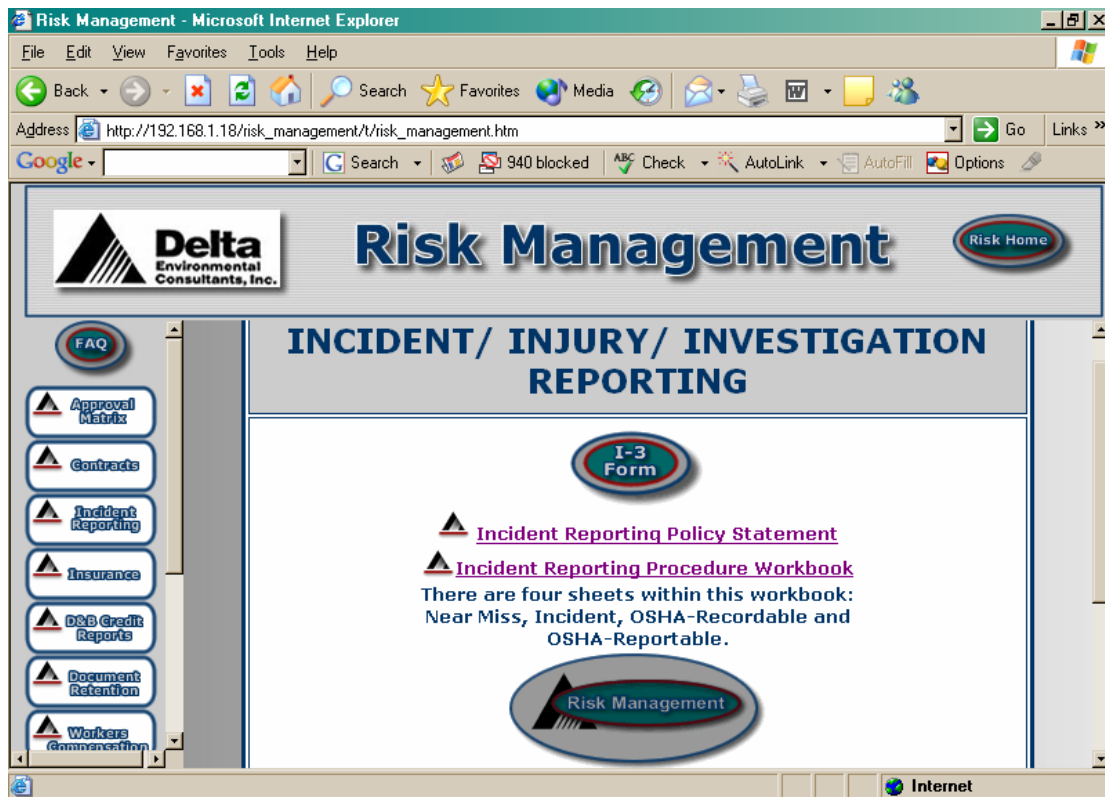 Risk Management - Microsoft Internet Explorer
File Edit View Favorites Tools Help
Back Search Favorites Media
Address http://192.168.1.18/risk_management/t/risk_management.htm Go Links »
Google Search 940 blocked ABC Check AutoLink AutoFill Options
Delta
Environmental
Consultants, Inc.
Risk Management
Risk Home
FAQ
Approval
Matrix
Contracts
Incident
Reporting
Insurance
D&B Credit
Reports
Document
Retention
Workers
Compensation
INCIDENT/ INJURY/ INVESTIGATION
REPORTING
I-3
Form
Incident Reporting Policy Statement
Incident Reporting Procedure Workbook
There are four sheets within this workbook:
Near Miss, Incident, OSHA-Recordable and
OSHA-Reportable.
Risk Management
Internet